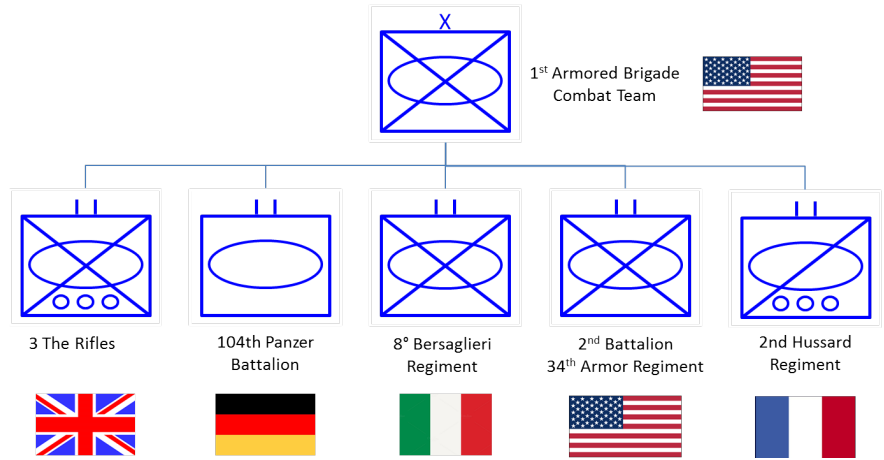 X
1st Armored Brigade
Combat Team
3 The Rifles
104th Panzer
Battalion
8° Bersaglieri
Regiment
2nd Battalion
34th Armor Regiment
2nd Hussard
Regiment